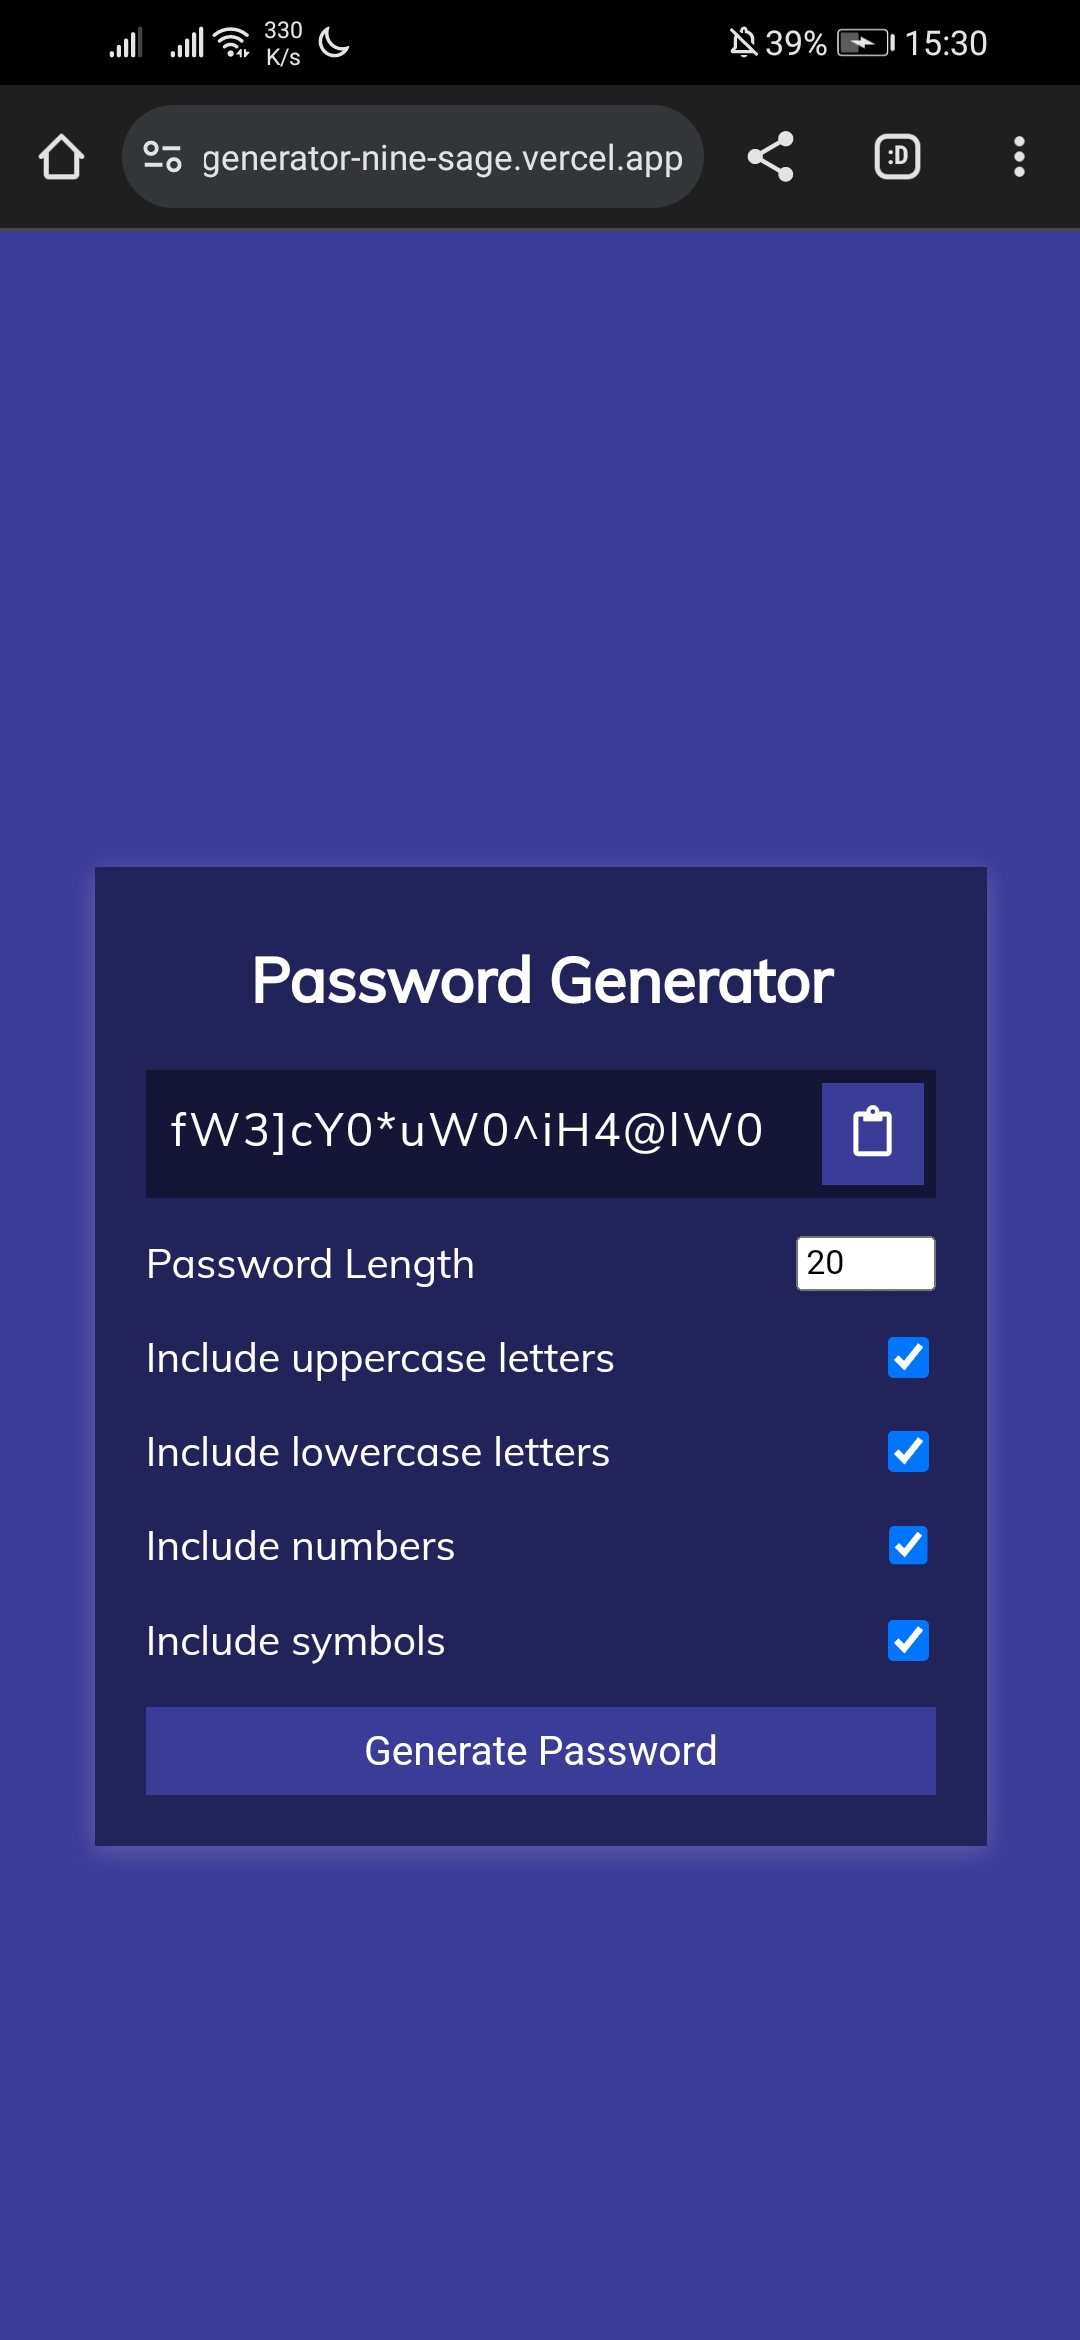 330
K/s
39%
15:30
generator-nine-sage.vercel.app
:D
Password Generator
fW3]cY0*uW0^iH4@lW0
Password Length
20
Include uppercase letters
Include lowercase letters
Include numbers
Include symbols
Generate Password